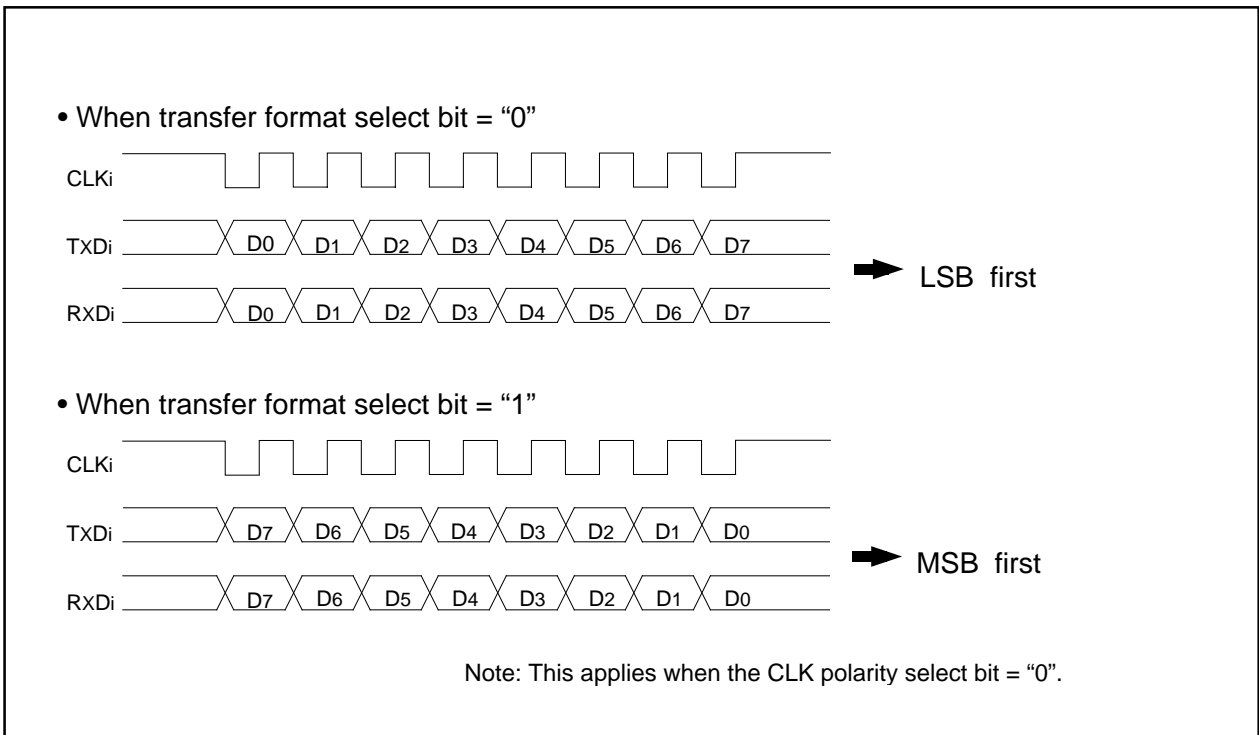 • When transfer format select bit = “0”
CLKi
TXDi D0 D1 D2 D3 D4 D5 D6 D7
LSB first
RXDi D0 D1 D2 D3 D4 D5 D6 D7
• When transfer format select bit = “1”
CLKi
TXDi D7 D6 D5 D4 D3 D2 D1 D0
MSB first
RXDi D7 D6 D5 D4 D3 D2 D1 D0
Note: This applies when the CLK polarity select bit = “0”.